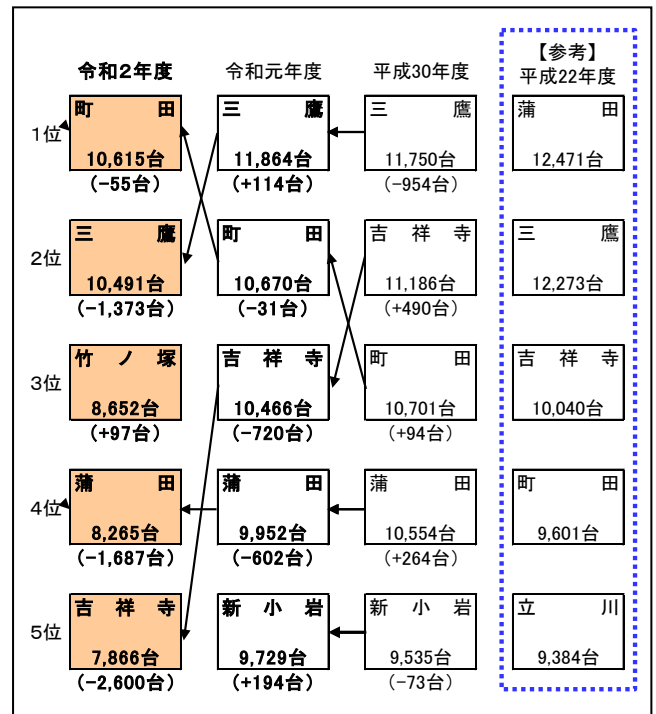 【参考】
令和2年度 令和元年度 平成30年度 平成22年度
1位 町田 三鷹 三鷹 蒲田
10,615台 11,864台 11,750台 12,471台
(-55台) (+114台) (-954台)
2位 三鷹 町田 吉祥寺 三鷹
10,491台 10,670台 11,186台 12,273台
(-1,373台) (-31台) (+490台)
3位 竹ノ塚 吉祥寺 町田 吉祥寺
8,652台 10,466台 10,701台 10,040台
(+97台) (-720台) (+94台)
4位 蒲田 蒲田 蒲田 町田
8,265台 9,952台 10,554台 9,601台
(-1,687台) (-602台) (+264台)
5位 吉祥寺 新小岩 新小岩 立川
7,866台 9,729台 9,535台 9,384台
(-2,600台) (+194台) (-73台)